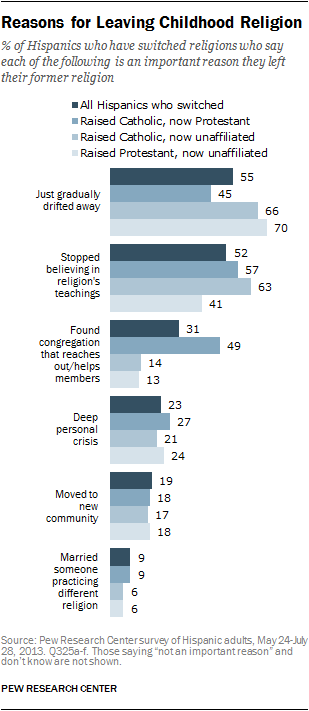 Reasons for Leaving Childhood Religion
% of Hispanics who have switched religions who say
each of the following is an important reason they left
their former religion
All Hispanics who switched
Raised Catholic, now Protestant
Raised Catholic, now unaffiliated
Raised Protestant, now unaffiliated
Just gradually
drifted away
55
45
66
70
Stopped
believing in
religion's
teachings
52
57
63
41
Found
congregation
that reaches
out/helps
members
31
49
14
13
Deep
personal
crisis
23
27
21
24
Moved to
new
community
19
18
17
18
Married
someone
practicing
different
religion
9
9
6
6
Source: Pew Research Center survey of Hispanic adults, May 24-July
28, 2013. Q325a-f. Those saying “not an important reason” and
don’t know are not shown.
PEW RESEARCH CENTER